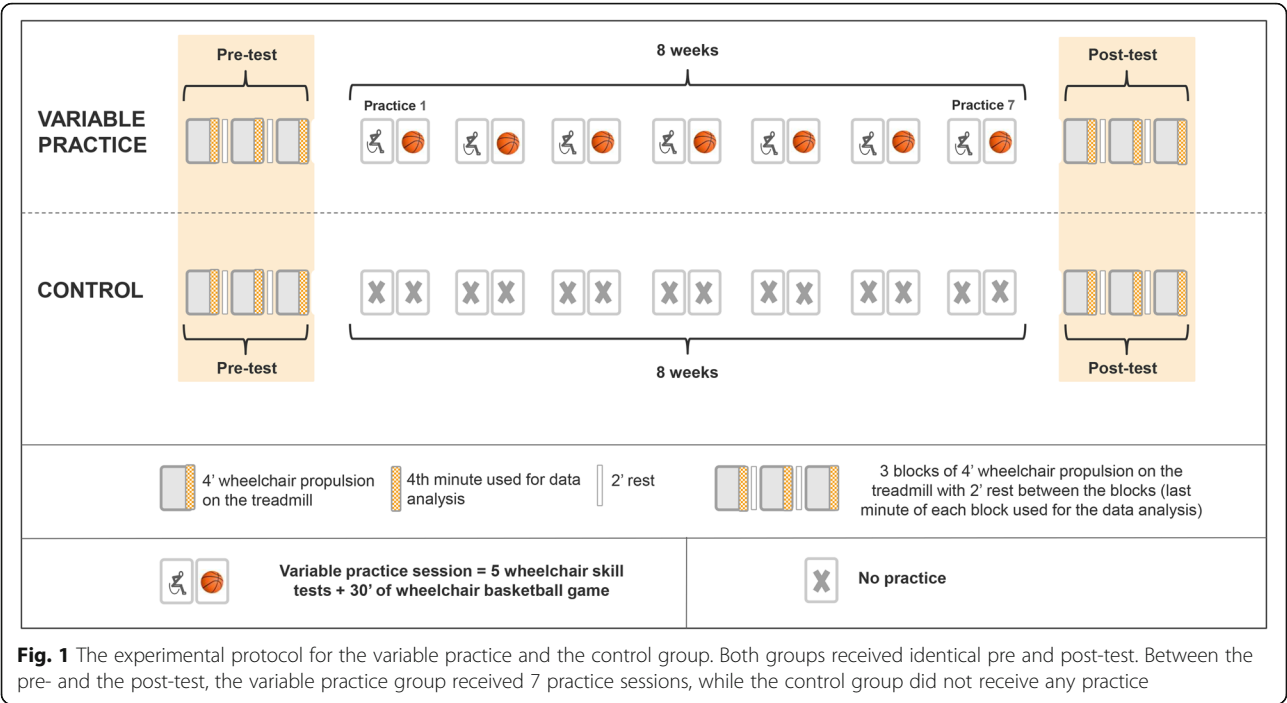 Pre-test
8 weeks
Post-test
VARIABLE
PRACTICE
Practice 1
Practice 7
CONTROL
Pre-test
8 weeks
Post-test
4' wheelchair propulsion
on the treadmill
4th minute used for data
analysis
2' rest
3 blocks of 4' wheelchair propulsion on the
treadmill with 2' rest between the blocks (last
minute of each block used for the data analysis)
Variable practice session = 5 wheelchair skill
tests + 30' of wheelchair basketball game
No practice
Fig. 1 The experimental protocol for the variable practice and the control group. Both groups received identical pre and post-test. Between the
pre- and the post-test, the variable practice group received 7 practice sessions, while the control group did not receive any practice